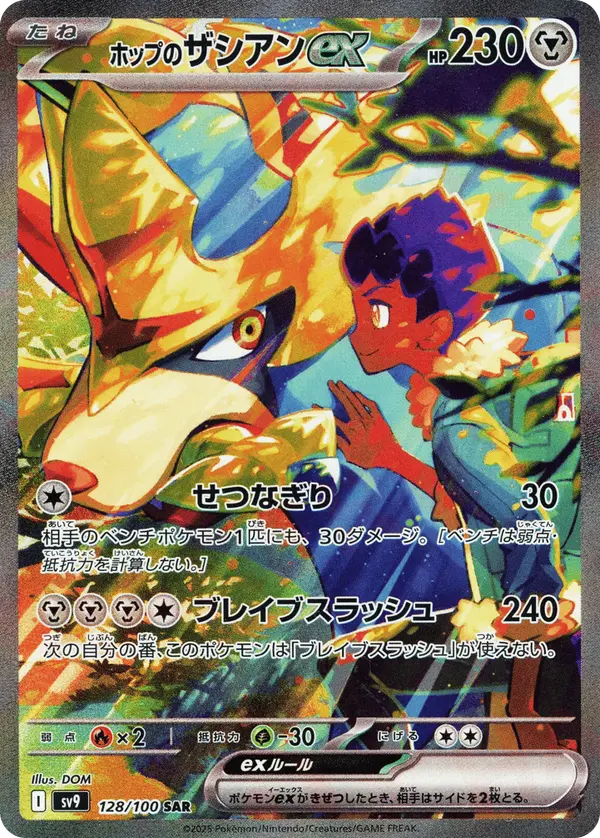 たね
ホップのザシアンex HP230
せつなぎり 30
相手のベンチポケモン1匹にも、30ダメージ。[ベンチは弱点・
抵抗力を計算しない。]
ブレイブスラッシュ 240
次の自分の番、このポケモンは「ブレイブスラッシュ」が使えない。
弱点 ×2 抵抗力 -30 にげる
Illus. DOM
exルール
ポケモンexがきぜつしたとき、相手はサイドを2枚とる。
I sv9 128/100 SAR
©2025 Pokémon/Nintendo/Creatures/GAME FREAK.